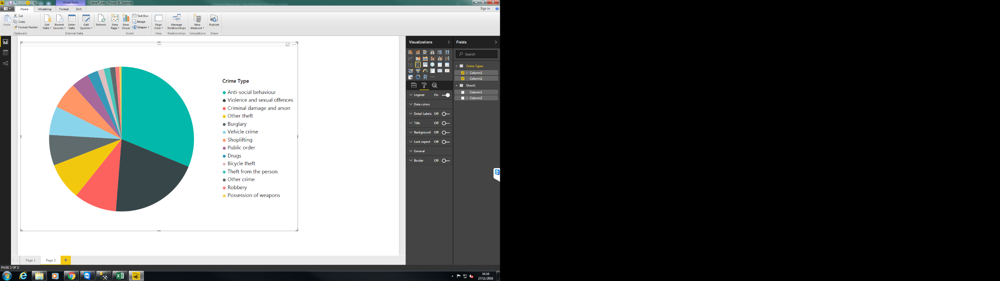 Visual Tools
CrimeTypes - Power BI Desktop
Home Modeling Format Drill
Sign in
Paste
Cut
Copy
Format Painter
Clipboard
Get Data
Recent Sources
Enter Data
Edit Queries
External Data
Refresh
New Page
New Visual
Text Box
Image
Shapes
Insert
Page View
View
Manage Relationships
Relationships
New Measure
Calculations
Publish
Share
Crime Type
Anti-social behaviour
Violence and sexual offences
Criminal damage and arson
Other theft
Burglary
Vehicle crime
Shoplifting
Public order
Drugs
Bicycle theft
Theft from the person
Other crime
Robbery
Possession of weapons
Visualizations
R
Legend On
Data colors
Detail Labels Off
Title Off
Background Off
Lock aspect Off
General
Border Off
Fields
Search
Crime Types
Σ Column1
Column2
Sheet1
Column1
Σ Column2
Page 1 Page 2 +
PAGE 2 OF 2
16:10
27/11/2016